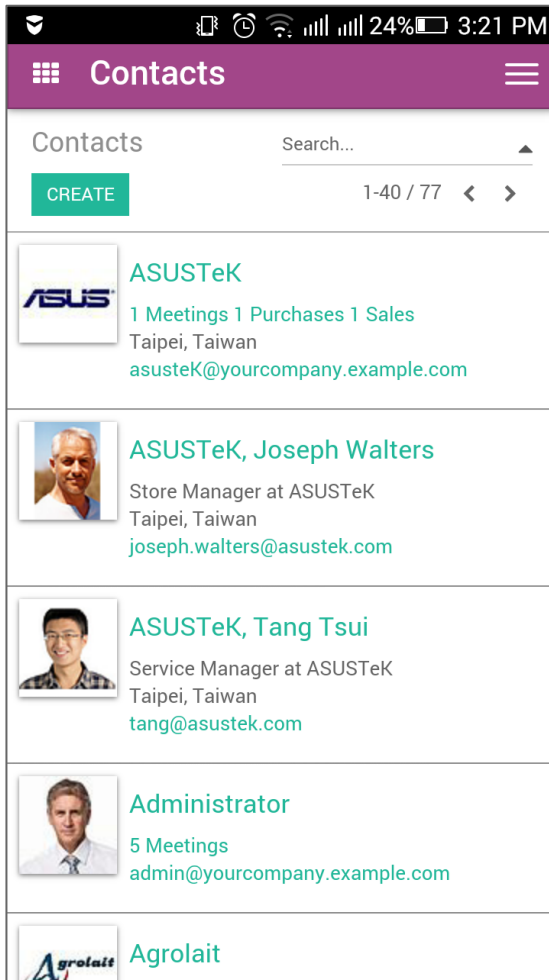 24% 3:21 PM
Contacts
Contacts
Search...
CREATE
1-40 / 77
ASUS
ASUSTeK
1 Meetings 1 Purchases 1 Sales
Taipei, Taiwan
asusteK@yourcompany.example.com
ASUSTeK, Joseph Walters
Store Manager at ASUSTeK
Taipei, Taiwan
joseph.walters@asustek.com
ASUSTeK, Tang Tsui
Service Manager at ASUSTeK
Taipei, Taiwan
tang@asustek.com
Administrator
5 Meetings
admin@yourcompany.example.com
Agrolait
Agrolait